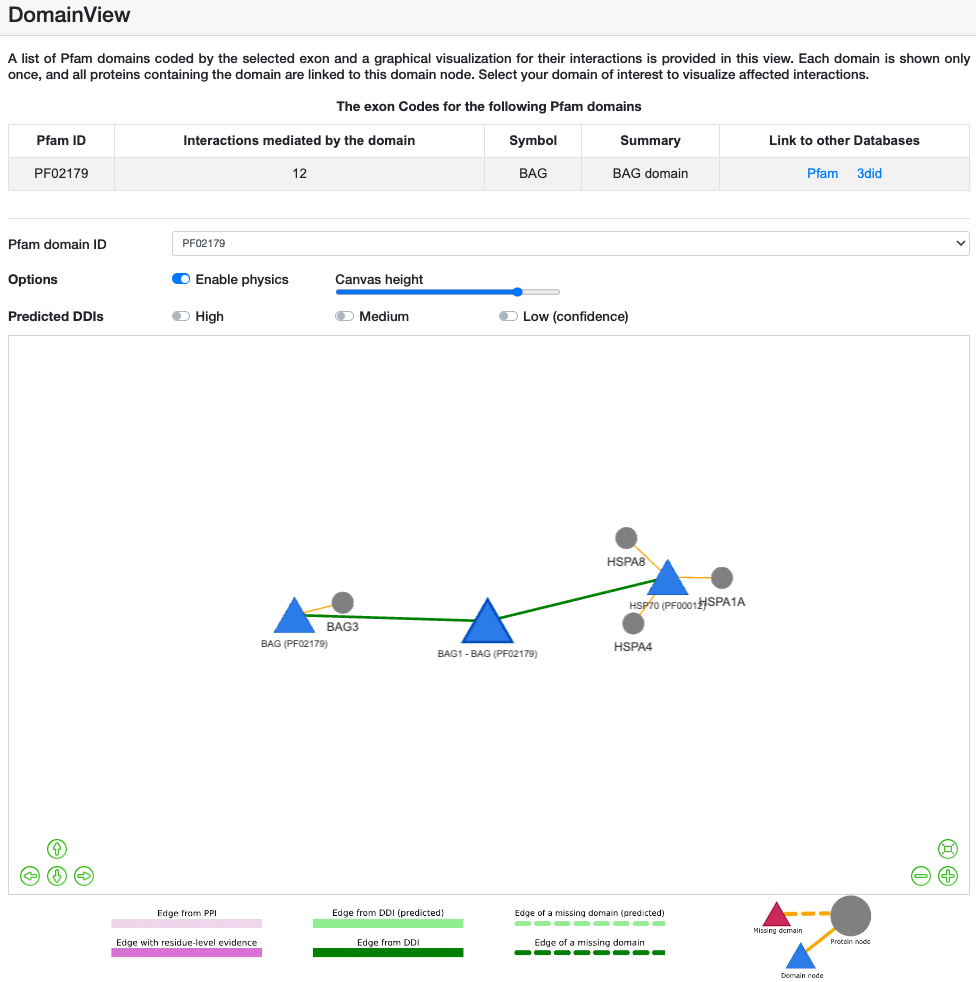 DomainView
A list of Pfam domains coded by the selected exon and a graphical visualization for their interactions is provided in this view. Each domain is shown only
once, and all proteins containing the domain are linked to this domain node. Select your domain of interest to visualize affected interactions.
The exon Codes for the following Pfam domains
Pfam ID Interactions mediated by the domain Symbol Summary Link to other Databases
PF02179 12 BAG BAG domain Pfam 3did
Pfam domain ID PF02179
Options Enable physics Canvas height
Predicted DDIs High Medium Low (confidence)
HSPA8
HSP70 (PF00012) HSPA1A
BAG3
BAG (PF02179)
HSPA4
BAG1 - BAG (PF02179)
Edge from PPI Edge from DDI (predicted) Edge of a missing domain (predicted)
Missing domain
Protein node
Edge with residue-level evidence Edge from DDI Edge of a missing domain
Domain node